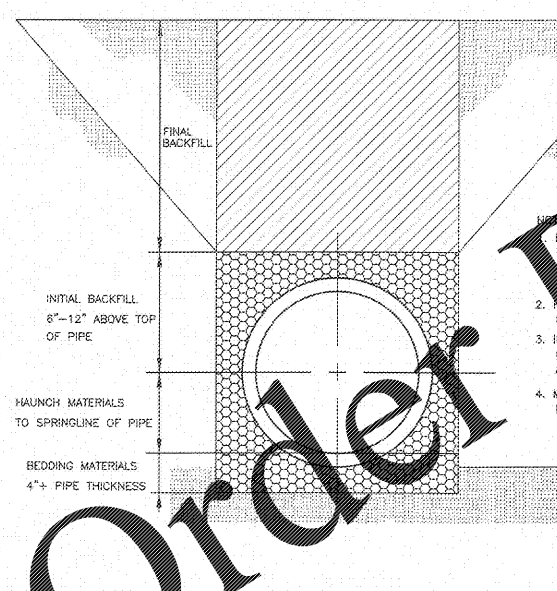 FINAL
BACKFILL
INITIAL BACKFILL
6"-12" ABOVE TOP
OF PIPE
HAUNCH MATERIALS
TO SPRINGLINE OF PIPE
BEDDING MATERIALS
4"+ PIPE THICKNESS
2.
3.
4.
Order